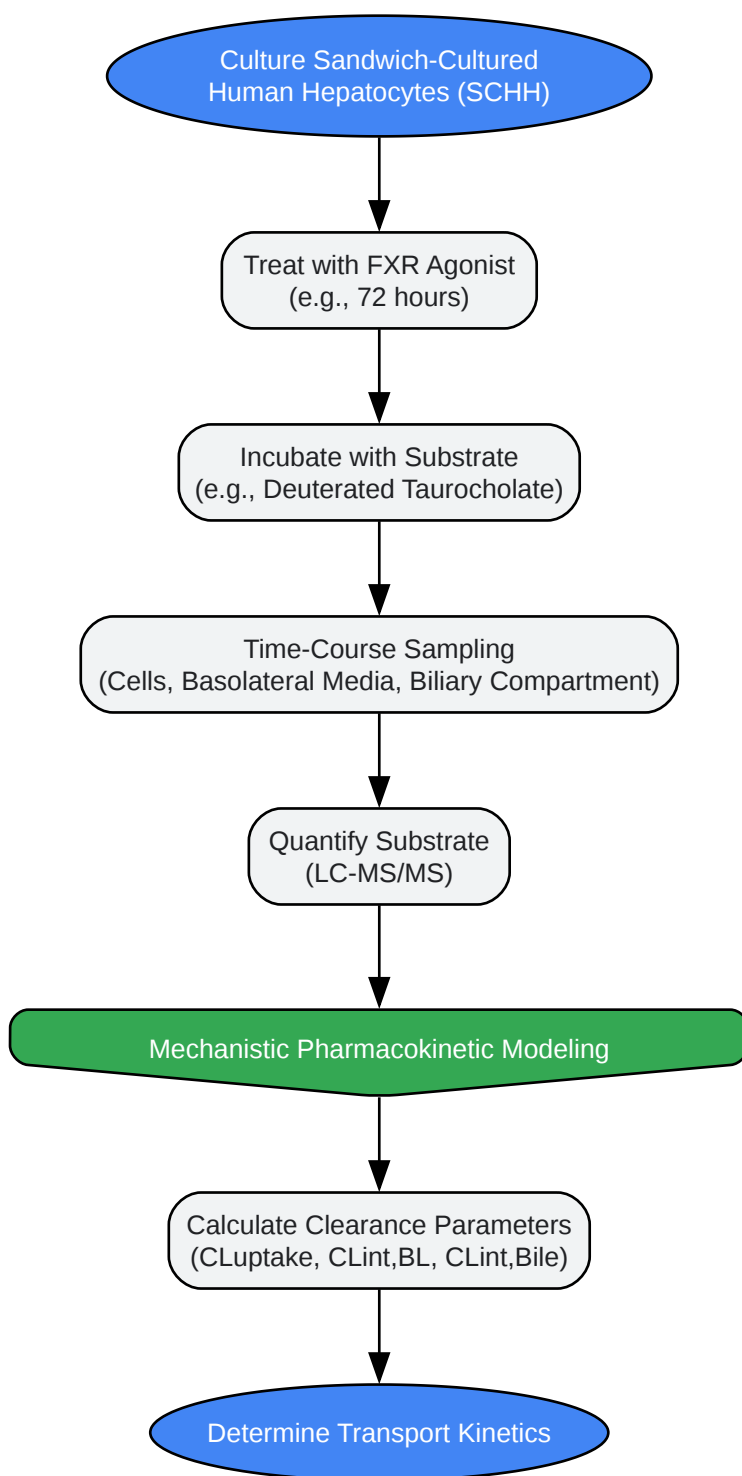 Culture Sandwich-Cultured
Human Hepatocytes (SCHH)
Treat with FXR Agonist
(e.g., 72 hours)
Incubate with Substrate
(e.g., Deuterated Taurocholate)
Time-Course Sampling
(Cells, Basolateral Media, Biliary Compartment)
Quantify Substrate
(LC-MS/MS)
Mechanistic Pharmacokinetic Modeling
Calculate Clearance Parameters
(CLuptake, CLint,BL, CLint,Bile)
Determine Transport Kinetics